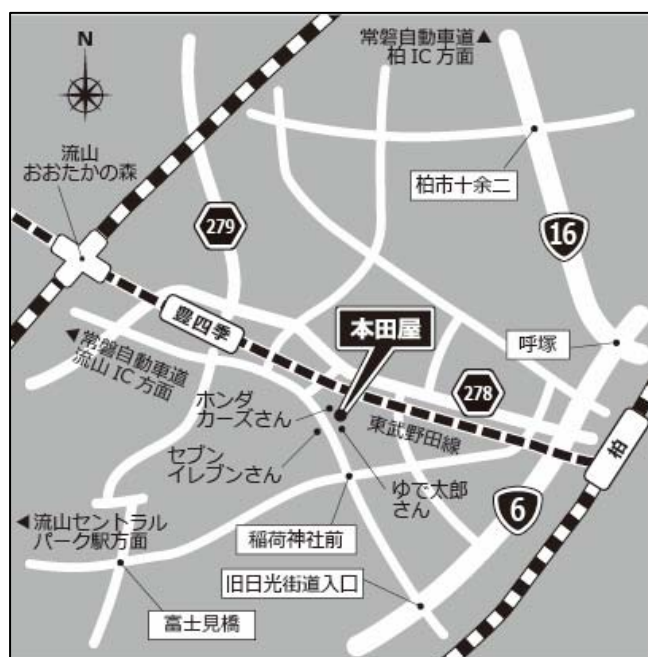 N
常磐自動車道▲
柏IC方面
流山
おおたかの森
柏市十余二
279
16
豊四季
本田屋
呼塚
◀常磐自動車道
流山IC方面
278
ホンダ
カーズさん
東武野田線
セブン
イレブンさん
ゆで太郎
さん
柏
6
◀流山セントラル
パーク駅方面
稲荷神社前
旧日光街道入口
富士見橋